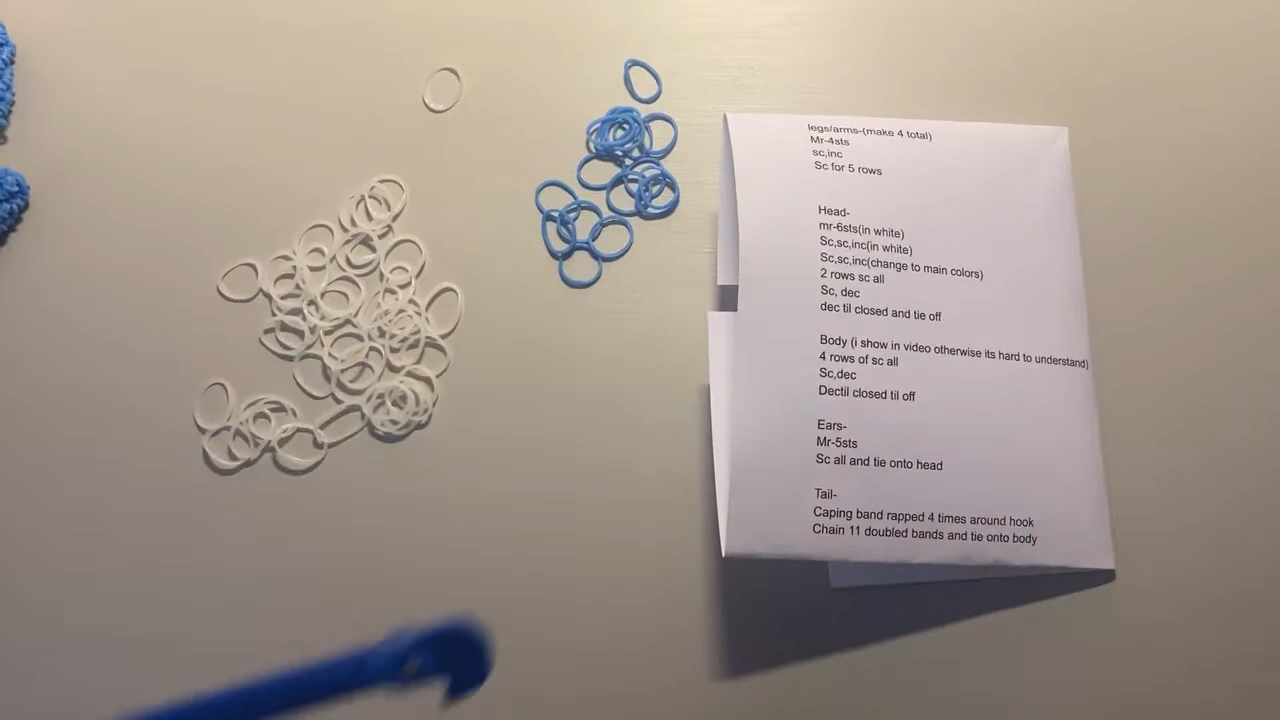 legs/arms-(make 4 total)
Mr-4sts
sc,inc
Sc for 5 rows
Head-
mr-6sts(in white)
Sc,sc,inc(in white)
Sc,sc,inc(change to main colors)
2 rows sc all
Sc, dec
dec til closed and tie off
Body (i show in video otherwise its hard to understand)
4 rows of sc all
Sc,dec
Dectil closed til off
Ears-
Mr-5sts
Sc all and tie onto head
Tail-
Caping band rapped 4 times around hook
Chain 11 doubled bands and tie onto body